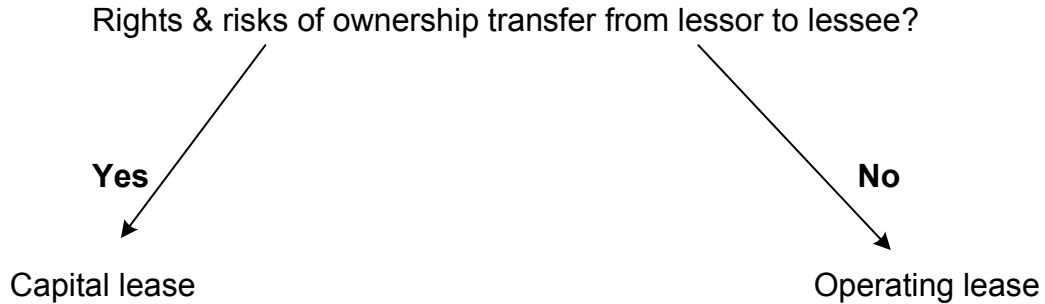 Rights & risks of ownership transfer from lessor to lessee?
Yes
No
Capital lease
Operating lease